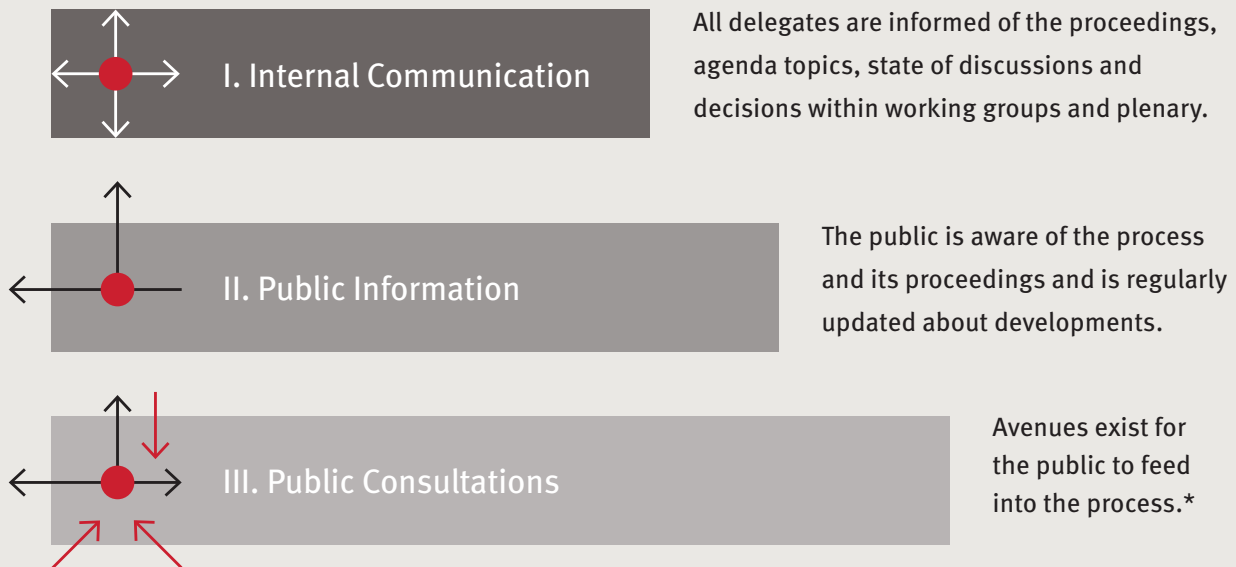 I. Internal Communication
All delegates are informed of the proceedings,
agenda topics, state of discussions and
decisions within working groups and plenary.
II. Public Information
The public is aware of the process
and its proceedings and is regularly
updated about developments.
III. Public Consultations
Avenues exist for
the public to feed
into the process.*